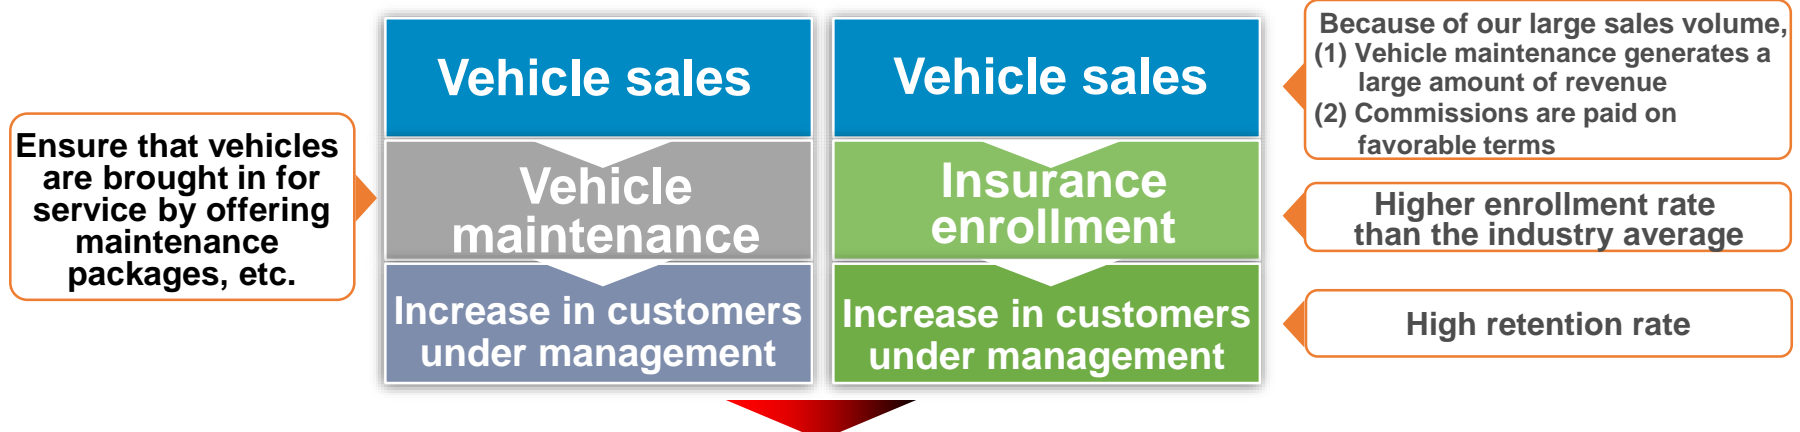 Ensure that vehicles
are brought in for
service by offering
maintenance
packages, etc.
Vehicle sales
Vehicle
maintenance
Increase in customers
under management
Vehicle sales
Insurance
enrollment
Increase in customers
under management
Because of our large sales volume,
(1) Vehicle maintenance generates a
large amount of revenue
(2) Commissions are paid on
favorable terms
Higher enrollment rate
than the industry average
High retention rate